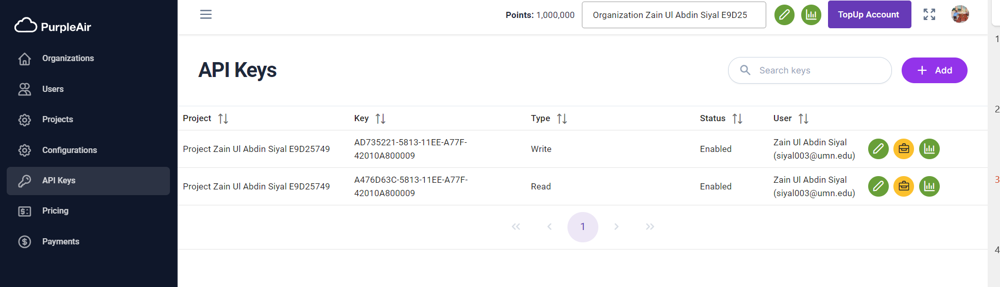 PurpleAir
Organizations
Users
Projects
Configurations
API Keys
Pricing
Payments
Points: 1,000,000
Organization Zain Ul Abdin Siyal E9D25
TopUp Account
API Keys
Search keys
Add
Project Key Type Status User
Project Zain Ul Abdin Siyal E9D25749
AD735221-5813-11EE-A77F-
42010A800009
Write
Enabled
Zain Ul Abdin Siyal
(siyal003@umn.edu)
Project Zain Ul Abdin Siyal E9D25749
A476D63C-5813-11EE-A77F-
42010A800009
Read
Enabled
Zain Ul Abdin Siyal
(siyal003@umn.edu)
1
1
2
3
4